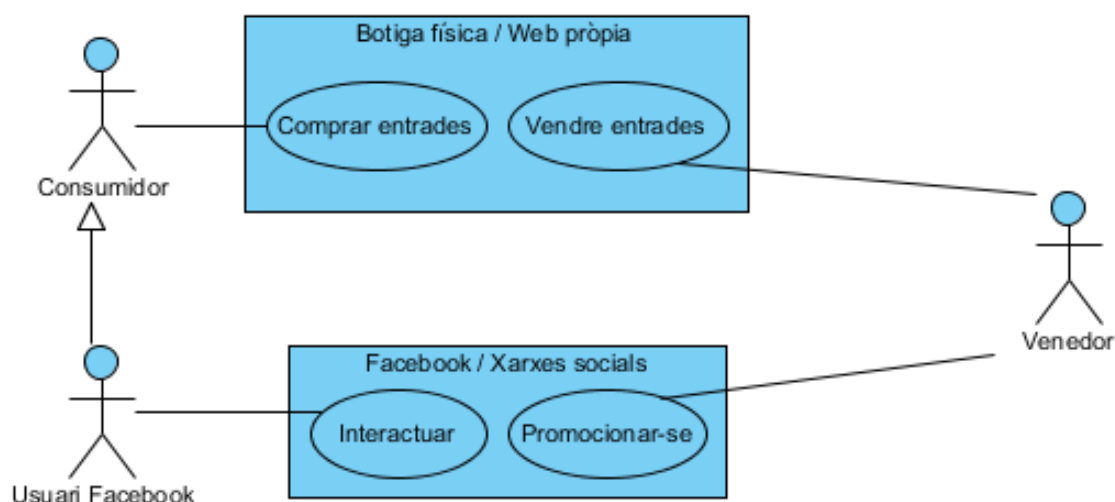 Botiga física / Web pròpia
Comprar entrades
Vendre entrades
Consumidor
Venedor
Facebook / Xarxes socials
Interactuar
Promocionar-se
Usuari Facebook